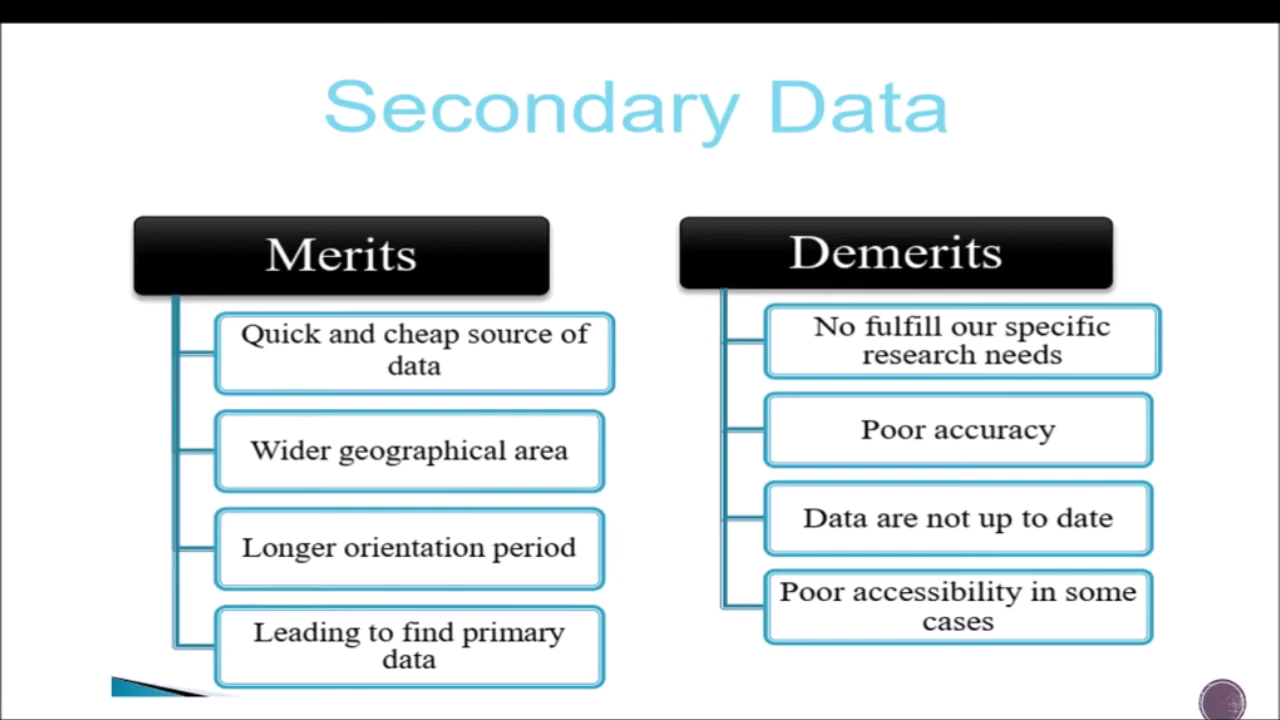 Secondary Data
Merits
Quick and cheap source of
data
Wider geographical area
Longer orientation period
Leading to find primary
data
Demerits
No fulfill our specific
research needs
Poor accuracy
Data are not up to date
Poor accessibility in some
cases